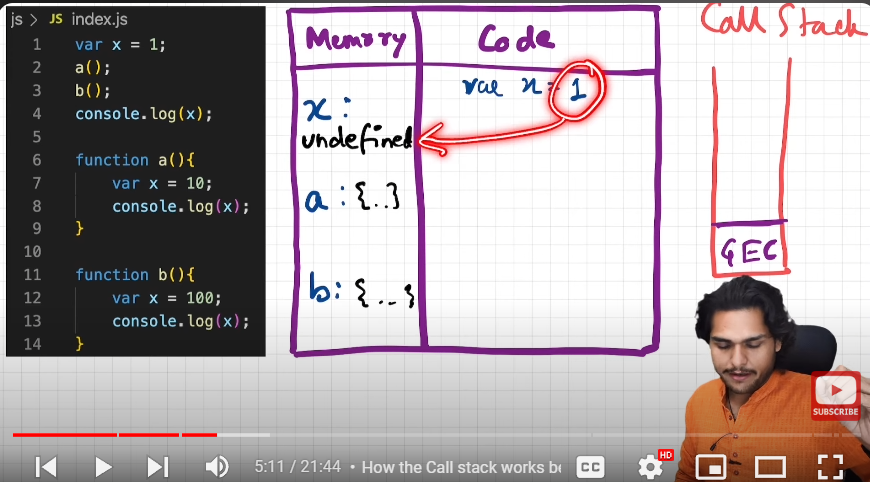 js > JS index.js
1 var x = 1;
2 a();
3 b();
4 console.log(x);
5
6 function a(){
7 var x = 10;
8 console.log(x);
9 }
10
11 function b(){
12 var x = 100;
13 console.log(x);
14 }
Memory
Code
var x = 1
x :
undefined
a : {..}
b: {...}
Call Stack
GEC
SUBSCRIBE
5:11 / 21:44 • How the Call stack works be
CC
HD